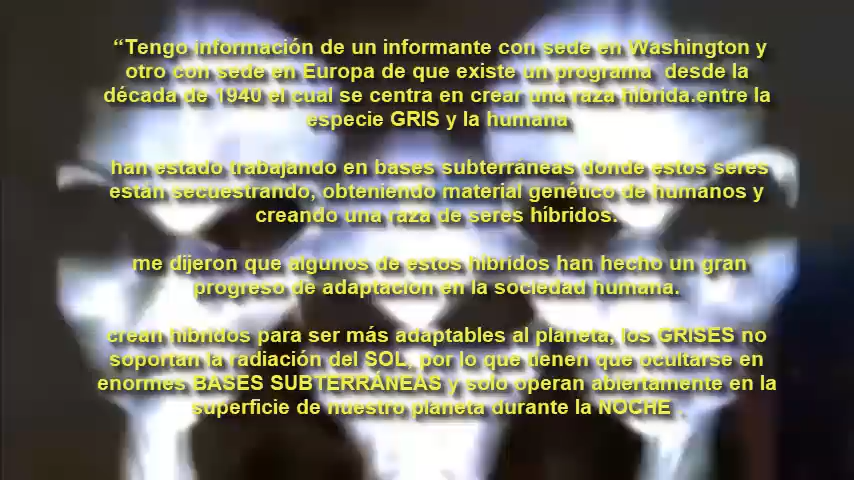 “Tengo información de un informante con sede en Washington y
otro con sede en Europa de que existe un programa desde la
década de 1940 el cual se centra en crear una raza híbrida.entre la
especie GRIS y la humana
han estado trabajando en bases subterráneas donde estos seres
están secuestrando, obteniendo material genético de humanos y
creando una raza de seres híbridos.
me dijeron que algunos de estos híbridos han hecho un gran
progreso de adaptación en la sociedad humana.
crean híbridos para ser más adaptables al planeta, los GRISES no
soportan la radiación del SOL, por lo que tienen que ocultarse en
enormes BASES SUBTERRÁNEAS y solo operan abiertamente en la
superficie de nuestro planeta durante la NOCHE